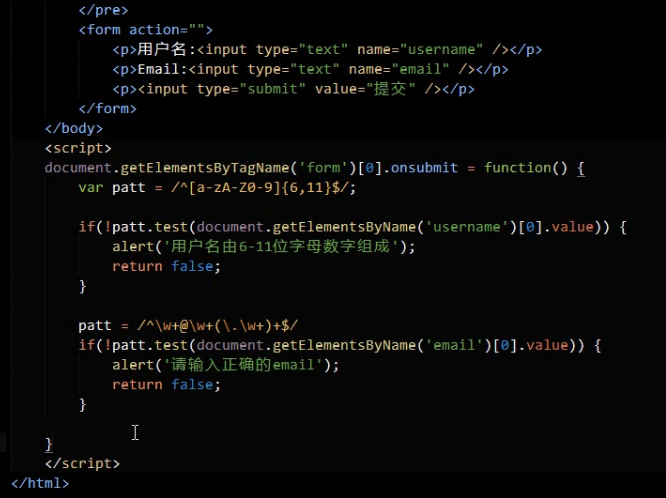 </pre>
<form action="">
<p>用户名:<input type="text" name="username" /></p>
<p>Email:<input type="text" name="email" /></p>
<p><input type="submit" value="提交" /></p>
</form>
</body>
<script>
document.getElementsByTagName('form')[0].onsubmit = function() {
var patt = /^[a-zA-Z0-9]{6,11}$/;
if(!patt.test(document.getElementsByName('username')[0].value)) {
alert('用户名由6-11位字母数字组成');
return false;
}
patt = /^\w+@\w+(\.\w+)+$/
if(!patt.test(document.getElementsByName('email')[0].value)) {
alert('请输入正确的email');
return false;
}
}
</script>
</html>